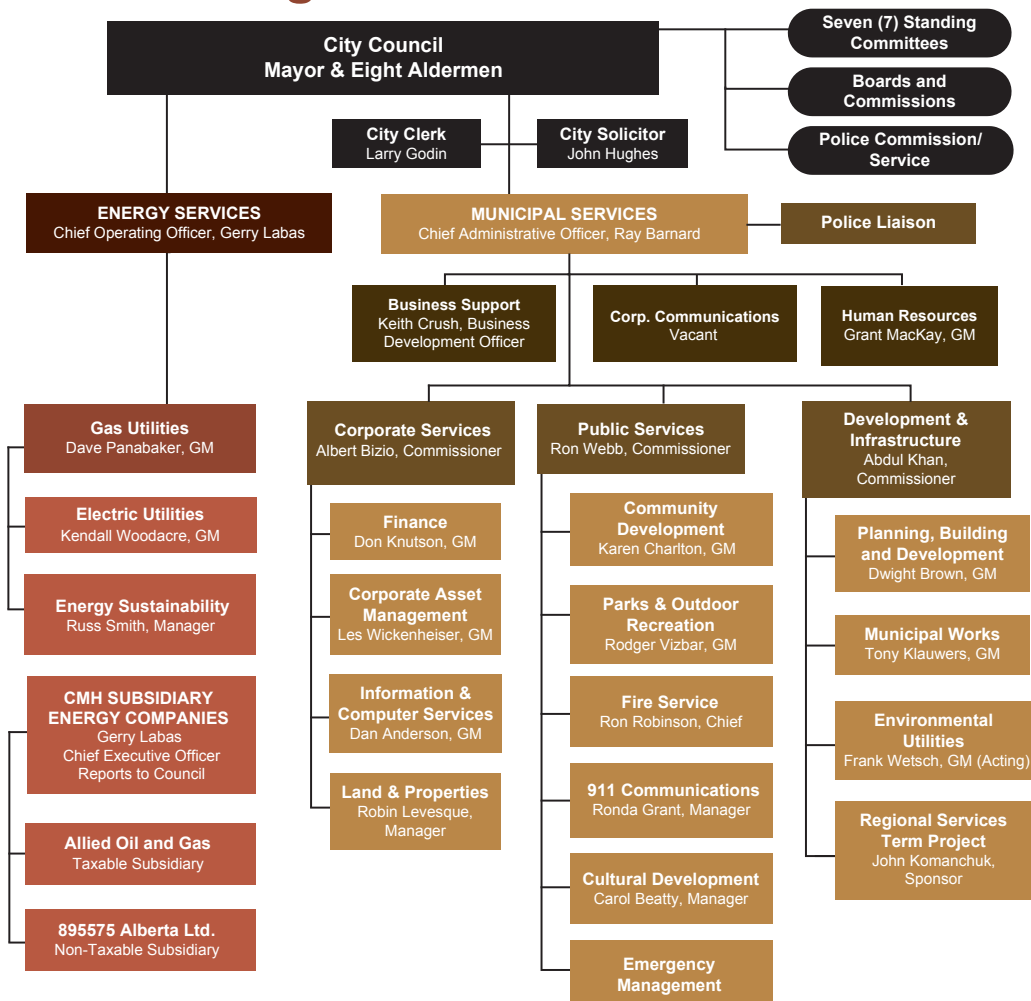 City Council
Mayor & Eight Aldermen
Seven (7) Standing
Committees
Boards and
Commissions
Police Commission/
Service
City Clerk
Larry Godin
City Solicitor
John Hughes
ENERGY SERVICES
Chief Operating Officer, Gerry Labas
MUNICIPAL SERVICES
Chief Administrative Officer, Ray Barnard
Police Liaison
Business Support
Keith Crush, Business
Development Officer
Corp. Communications
Vacant
Human Resources
Grant MacKay, GM
Gas Utilities
Dave Panabaker, GM
Electric Utilities
Kendall Woodacre, GM
Energy Sustainability
Russ Smith, Manager
CMH SUBSIDIARY
ENERGY COMPANIES
Gerry Labas
Chief Executive Officer
Reports to Council
Allied Oil and Gas
Taxable Subsidiary
895575 Alberta Ltd.
Non-Taxable Subsidiary
Corporate Services
Albert Bizio, Commissioner
Finance
Don Knutson, GM
Corporate Asset
Management
Les Wickenheiser, GM
Information &
Computer Services
Dan Anderson, GM
Land & Properties
Robin Levesque,
Manager
Public Services
Ron Webb, Commissioner
Community
Development
Karen Charlton, GM
Parks & Outdoor
Recreation
Rodger Vizbar, GM
Fire Service
Ron Robinson, Chief
911 Communications
Ronda Grant, Manager
Cultural Development
Carol Beatty, Manager
Emergency
Management
Development &
Infrastructure
Abdul Khan,
Commissioner
Planning, Building
and Development
Dwight Brown, GM
Municipal Works
Tony Klauwers, GM
Environmental
Utilities
Frank Wetsch, GM (Acting)
Regional Services
Term Project
John Komanchuk,
Sponsor